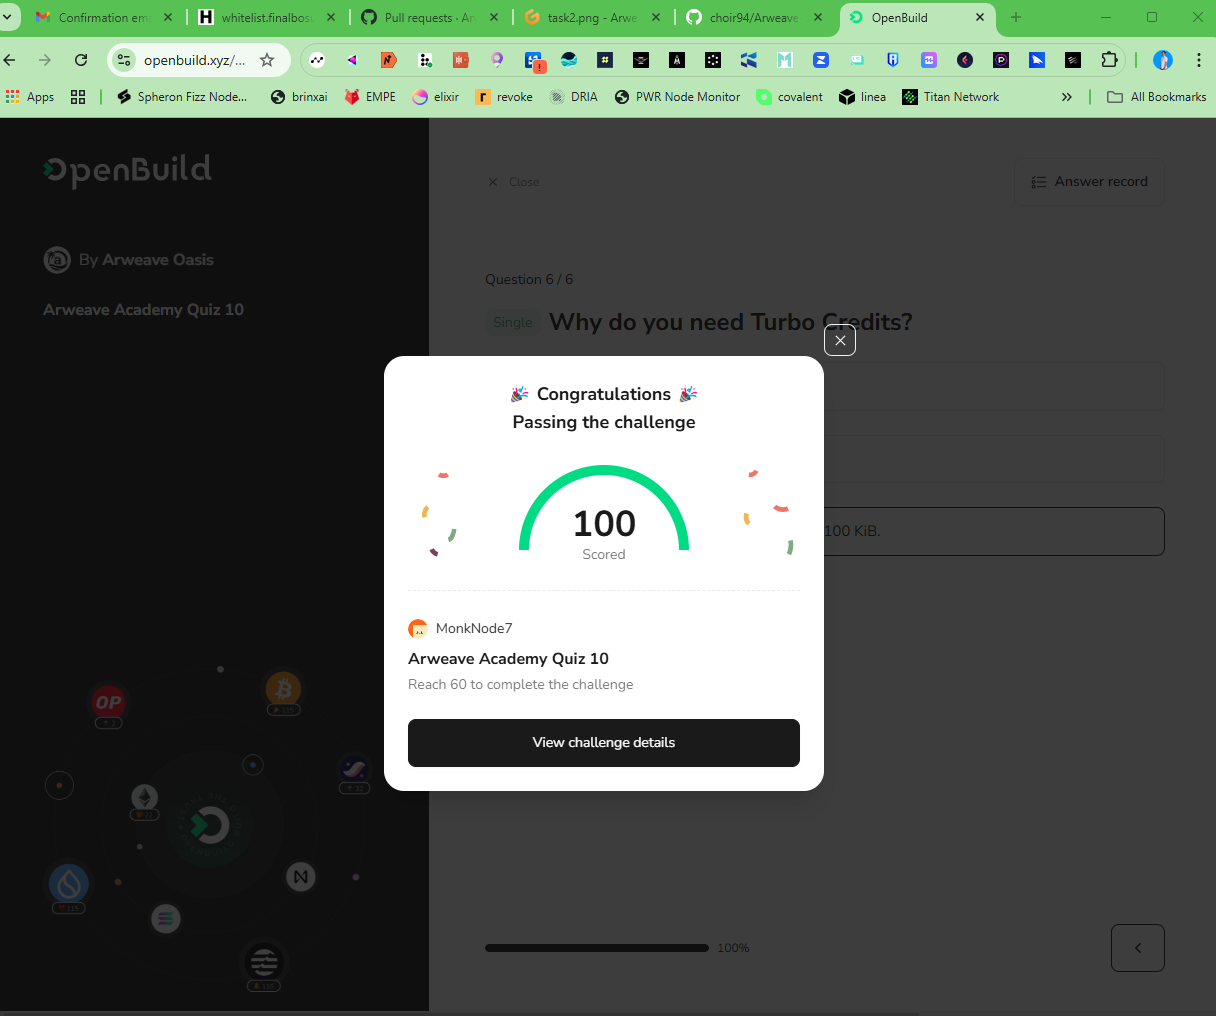 Confirmation em
whitelist.finalbos
Pull requests · Ar
task2.png - Arwe
choir94/Arweave
OpenBuild
openbuild.xyz/...
Apps
Spheron Fizz Node...
brinxai
EMPE
elixir
revoke
DRIA
PWR Node Monitor
covalent
linea
Titan Network
All Bookmarks
OpenBuild
Close
Answer record
By Arweave Oasis
Arweave Academy Quiz 10
Question 6 / 6
Single
Why do you need Turbo Credits?
100 KiB.
Congratulations
Passing the challenge
100
Scored
MonkNode7
Arweave Academy Quiz 10
Reach 60 to complete the challenge
View challenge details
OP
100%